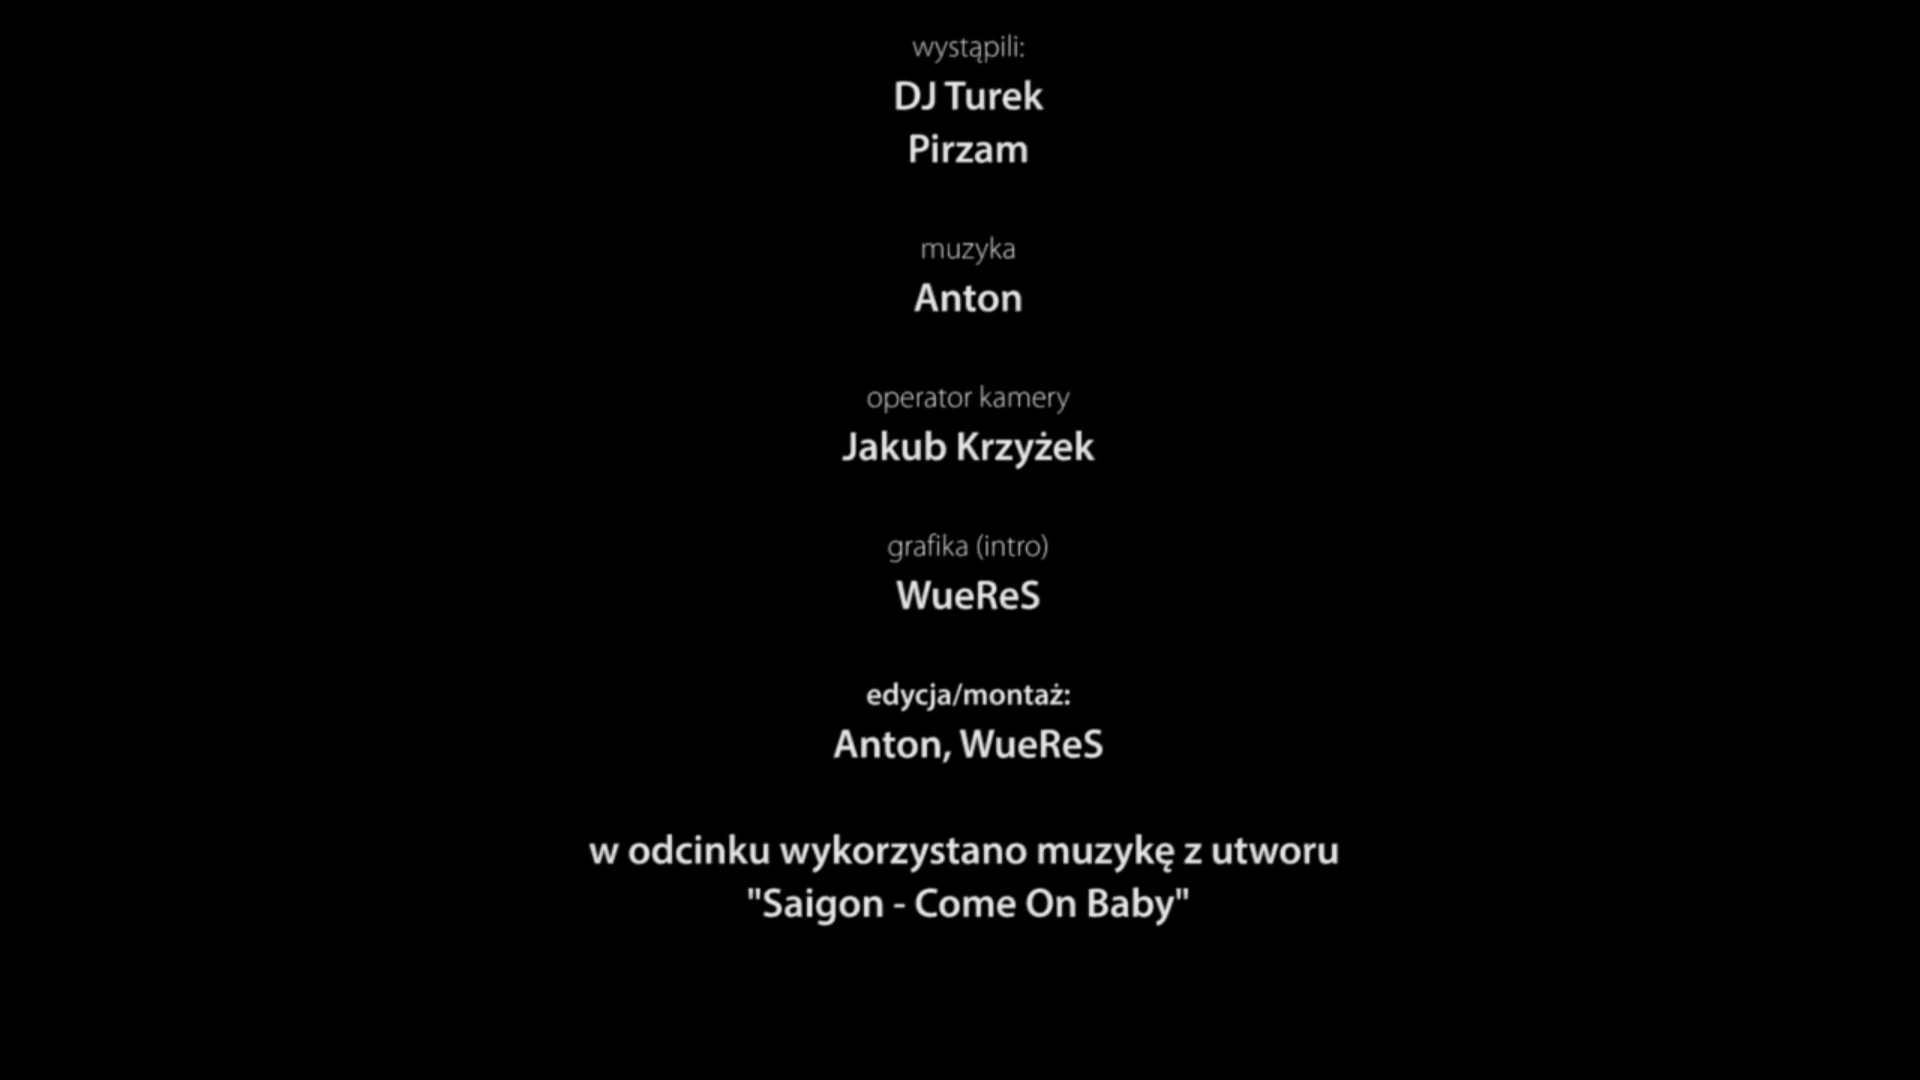 wystąpili:
DJ Turek
Pirzam
muzyka
Anton
operator kamery
Jakub Krzyżek
grafika (intro)
WueReS
edycja/montaż:
Anton, WueReS
w odcinku wykorzystano muzykę z utworu
"Saigon - Come On Baby"